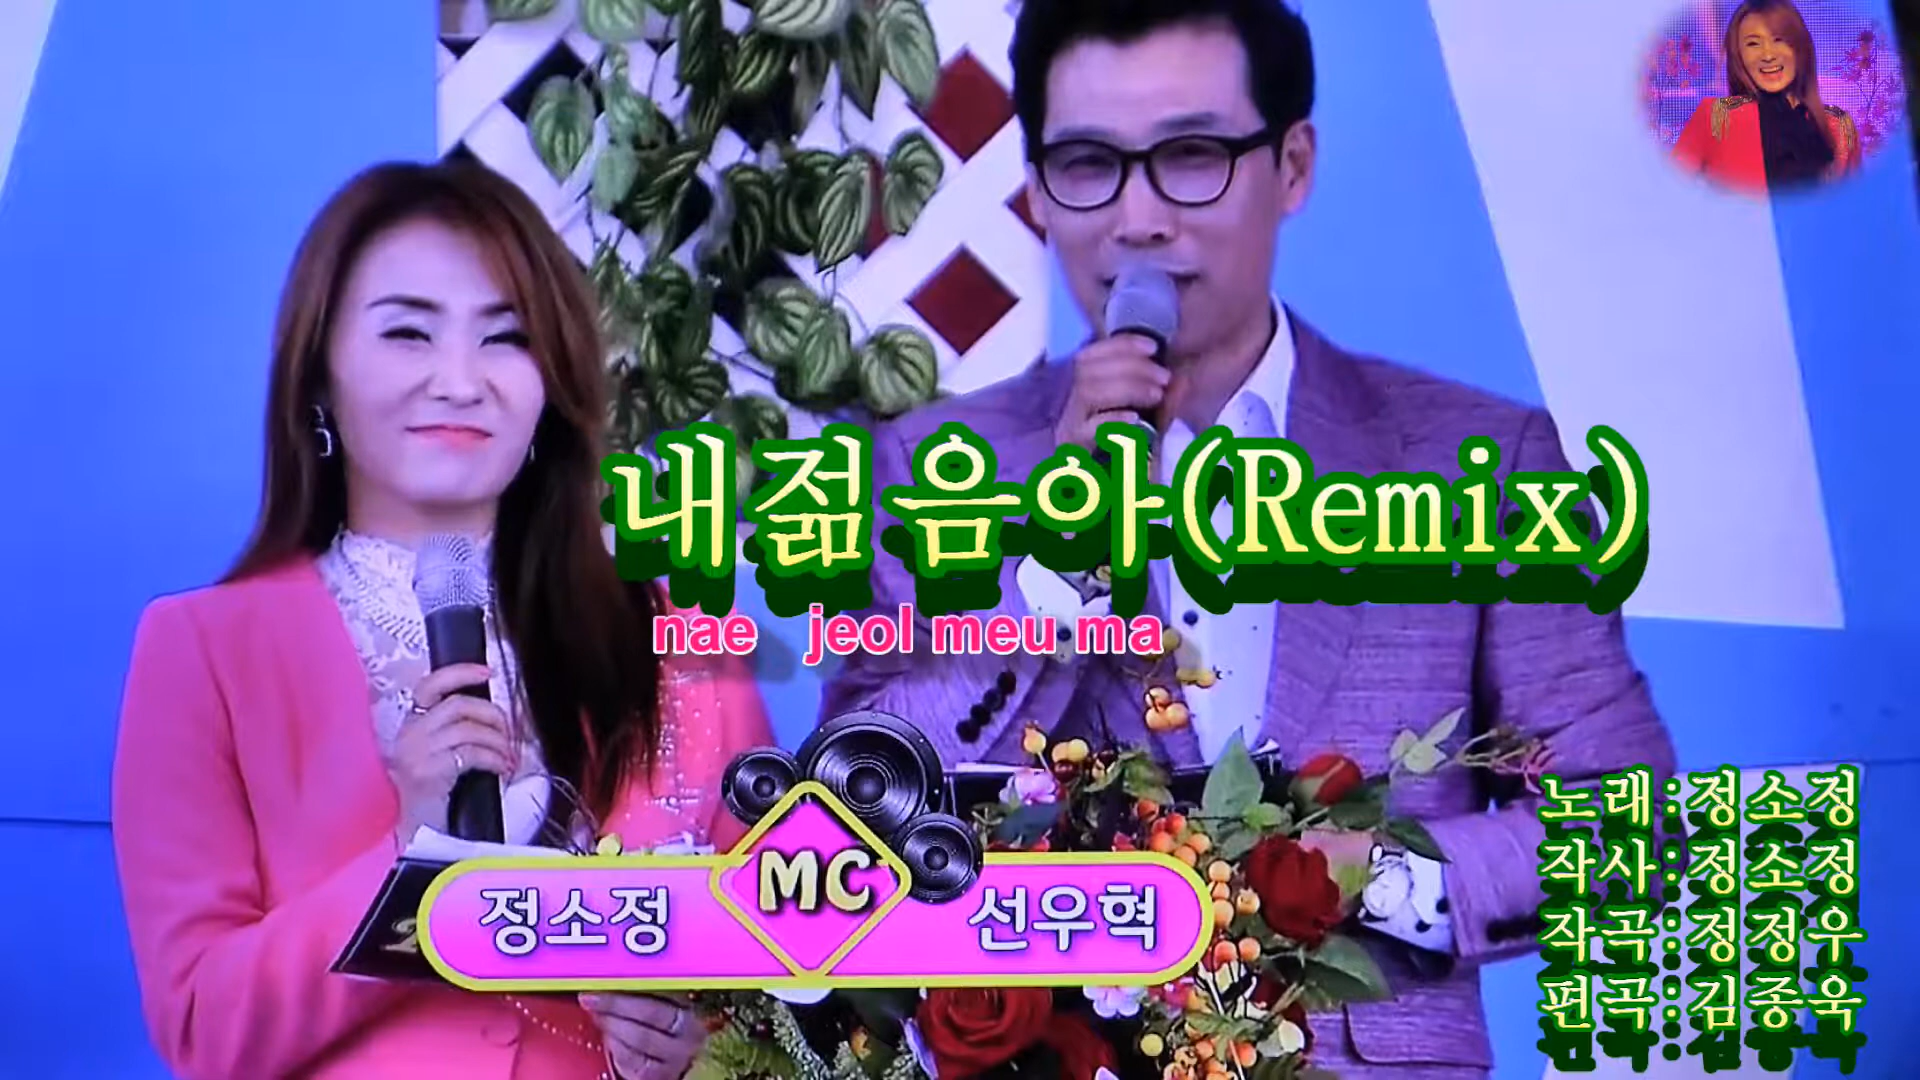 내젊음아(Remix)
nae jeol meu ma
노래:정소정
작사:정소정
작곡:정정우
편곡:김종욱
정소정 MC 선우혁